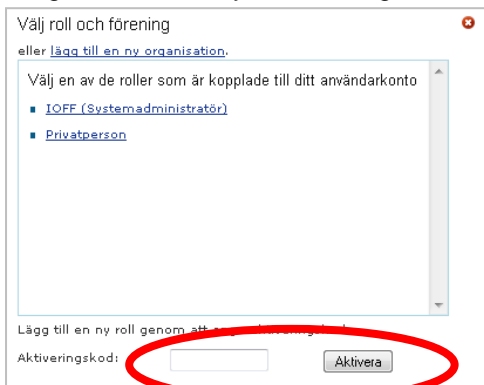 Välj roll och förening
eller lägg till en ny organisation.
Välj en av de roller som är kopplade till ditt användarkonto
IOFF (Systemadministratör)
Privatperson
Lägg till en ny roll genom att
Aktiveringskod:
Aktivera